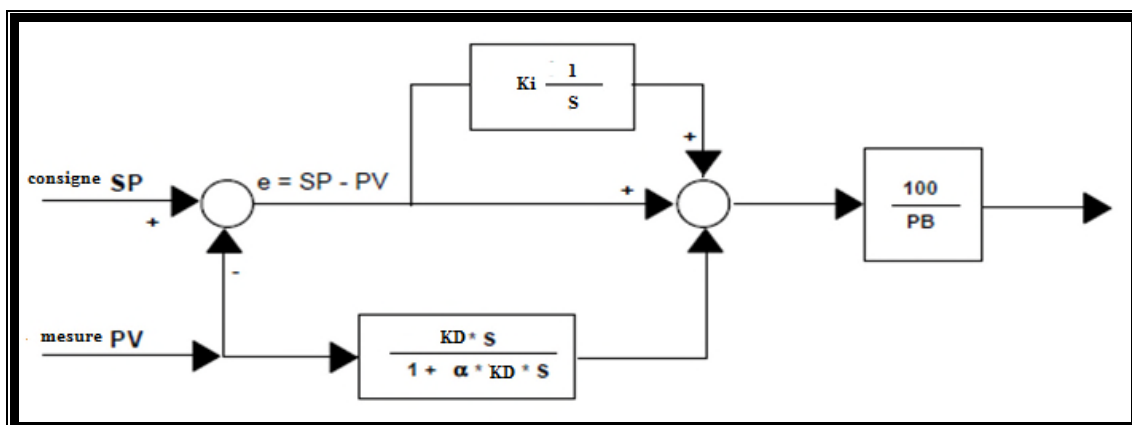 Ki 1
S
+
consigne SP
+
e = SP - PV
+
100
PB
-
mesure PV
KD * S
1 + α * KD * S